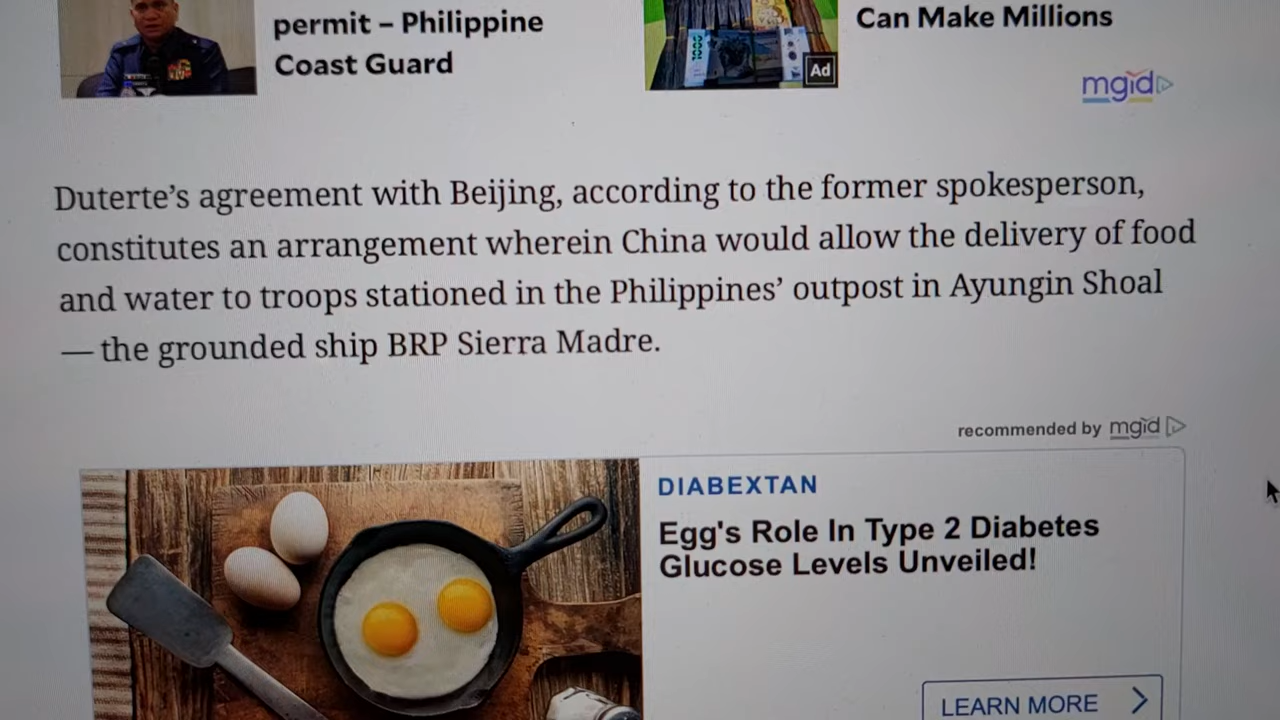 permit – Philippine
Coast Guard
Can Make Millions
Ad
mgid
Duterte’s agreement with Beijing, according to the former spokesperson,
constitutes an arrangement wherein China would allow the delivery of food
and water to troops stationed in the Philippines’ outpost in Ayungin Shoal
— the grounded ship BRP Sierra Madre.
recommended by mgid
DIABEXTAN
Egg's Role In Type 2 Diabetes
Glucose Levels Unveiled!
LEARN MORE